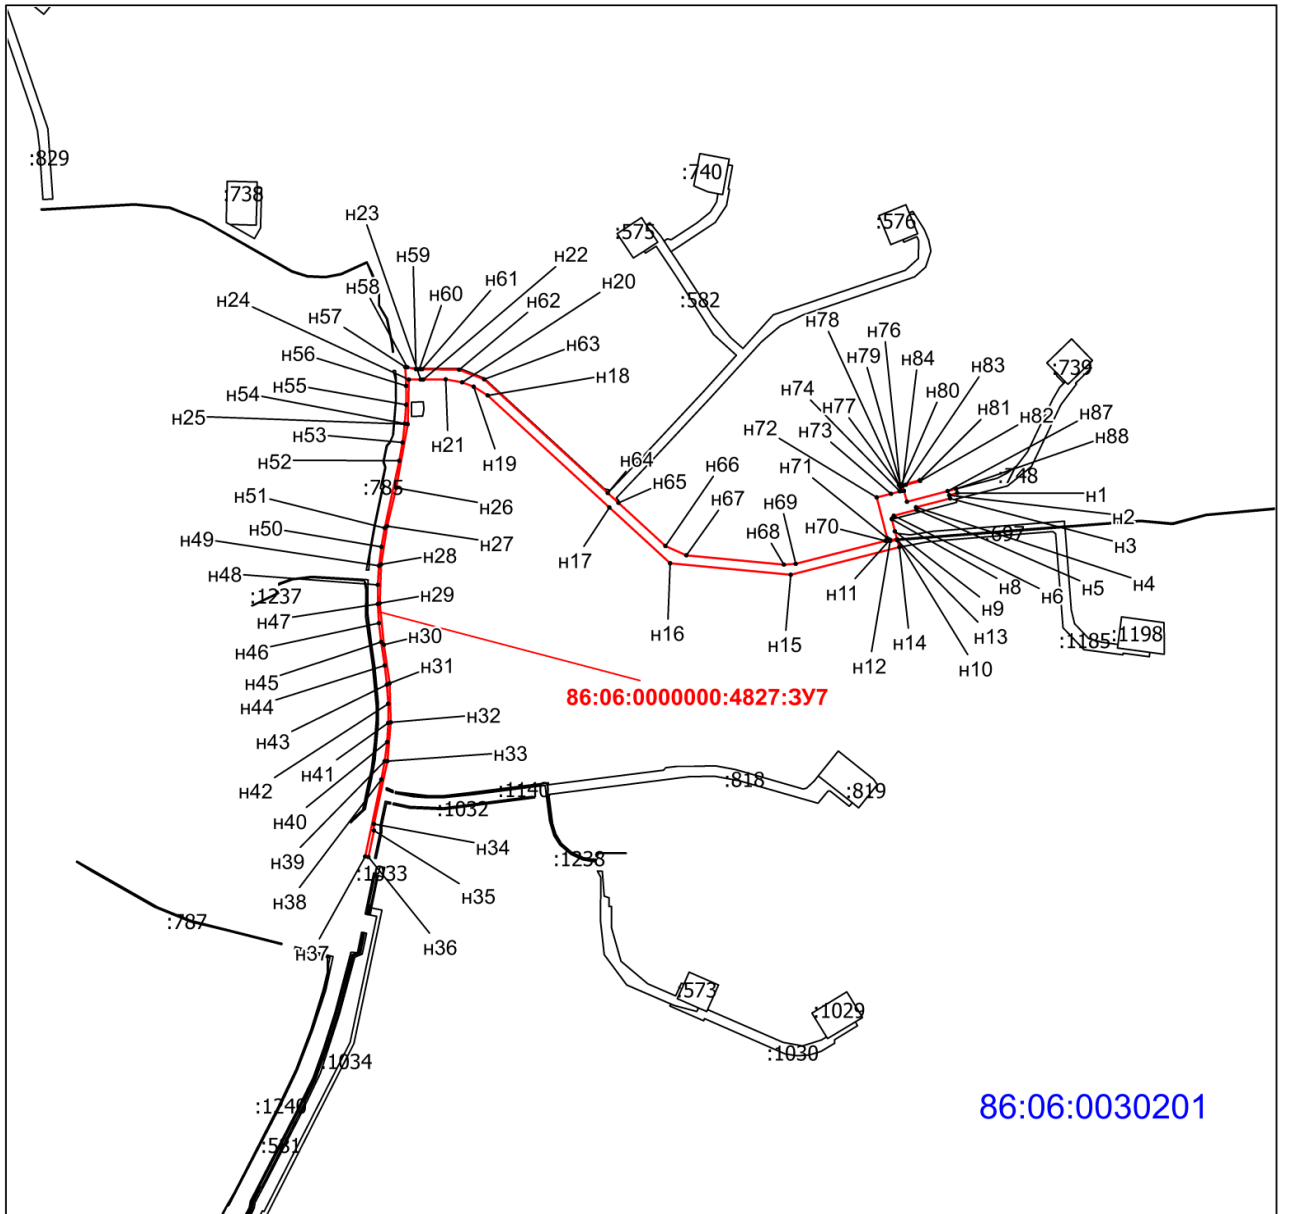 :829
:738
:740
:575
:576
:582
н23
н59
н22
н58
н60
н61
н62
н20
н24
н57
н63
н56
н18
н55
н54
н25
н21
н53
н19
н52
:785
н26
н51
н27
н50
н49
н28
н48
:1237
н29
н47
н46
н30
н45
н31
н44
н43
н32
н42
н41
н33
н40
н39
н34
н38
н35
н37
н36
:1033
н64
н65
н66
н67
н68
н69
н17
н16
н15
н78
н76
н79
н84
н83
н74
н77
н80
н81
н72
н73
н82
н87
н88
н71
:739
:748
н1
н2
н3
н70
:697
н4
н5
н11
н8
н6
н9
н13
н14
н12
н10
:1185
:1198
86:06:0000000:4827:ЗУ7
:1140
:1032
:818
:819
:1238
:787
:573
:1029
:1030
:1034
:1240
:581
86:06:0030201